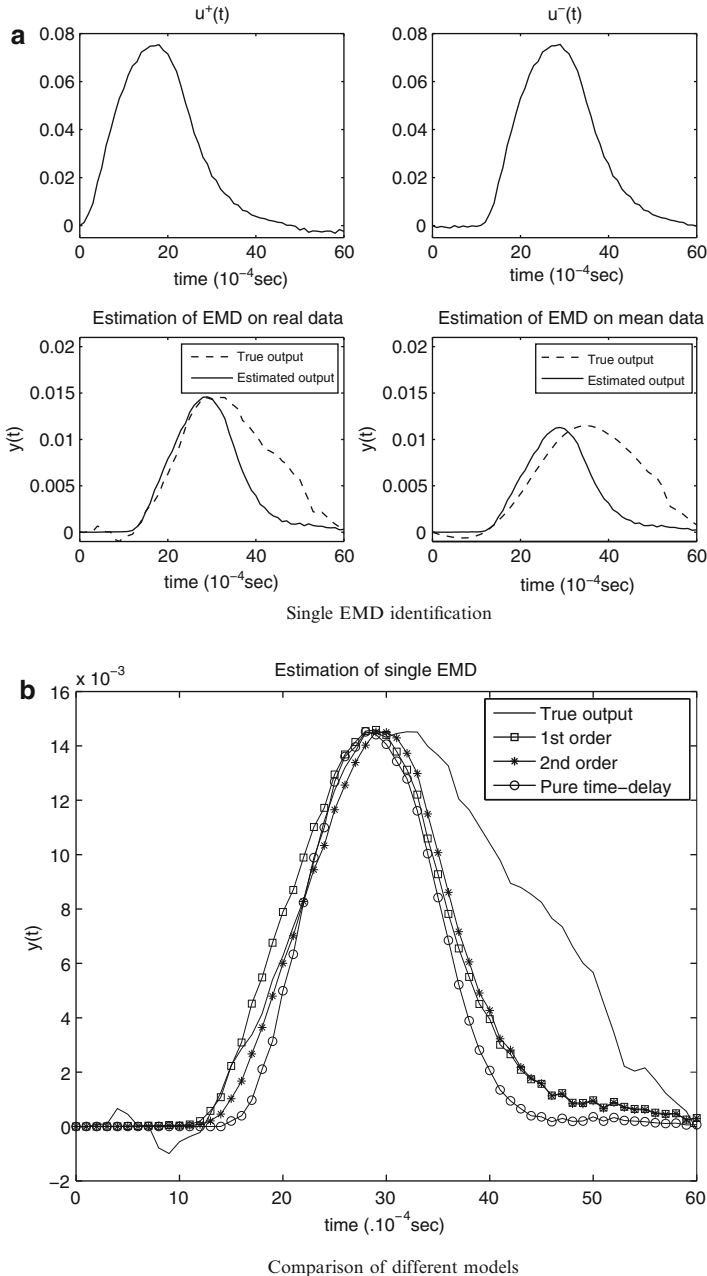 a
u⁺(t)
u⁻(t)
0.08
0.06
0.04
0.02
0
0 20 40 60
time (10⁻⁴sec)
0.08
0.06
0.04
0.02
0
0 20 40 60
time (10⁻⁴sec)
Estimation of EMD on real data
0.02
0.015
0.01
0.005
0
y(t)
True output
Estimated output
0 20 40 60
time (10⁻⁴sec)
Estimation of EMD on mean data
0.02
0.015
0.01
0.005
0
y(t)
True output
Estimated output
0 20 40 60
time (10⁻⁴sec)
Single EMD identification
b
x 10⁻³
Estimation of single EMD
16
14
12
10
8
6
4
2
0
−2
y(t)
True output
1st order
2nd order
Pure time−delay
0 10 20 30 40 50 60
time (.10⁻⁴sec)
Comparison of different models